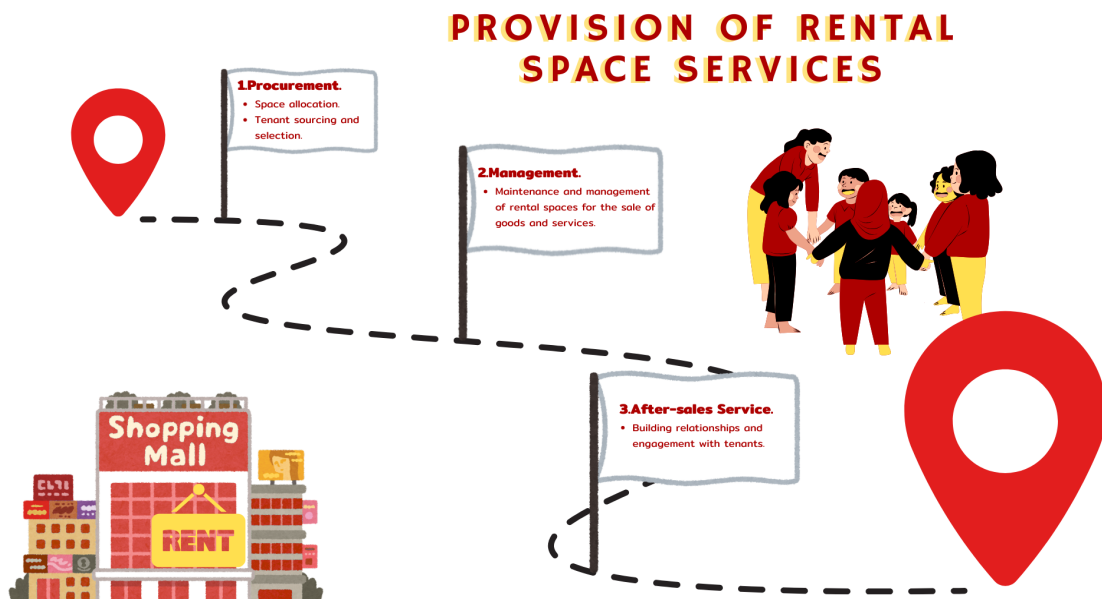 PROVISION OF RENTAL
SPACE SERVICES
1.Procurement.
• Space allocation.
• Tenant sourcing and
selection.
2.Management.
• Maintenance and management
of rental spaces for the sale of
goods and services.
3.After-sales Service.
• Building relationships and
engagement with tenants.
Shopping
Mall
RENT